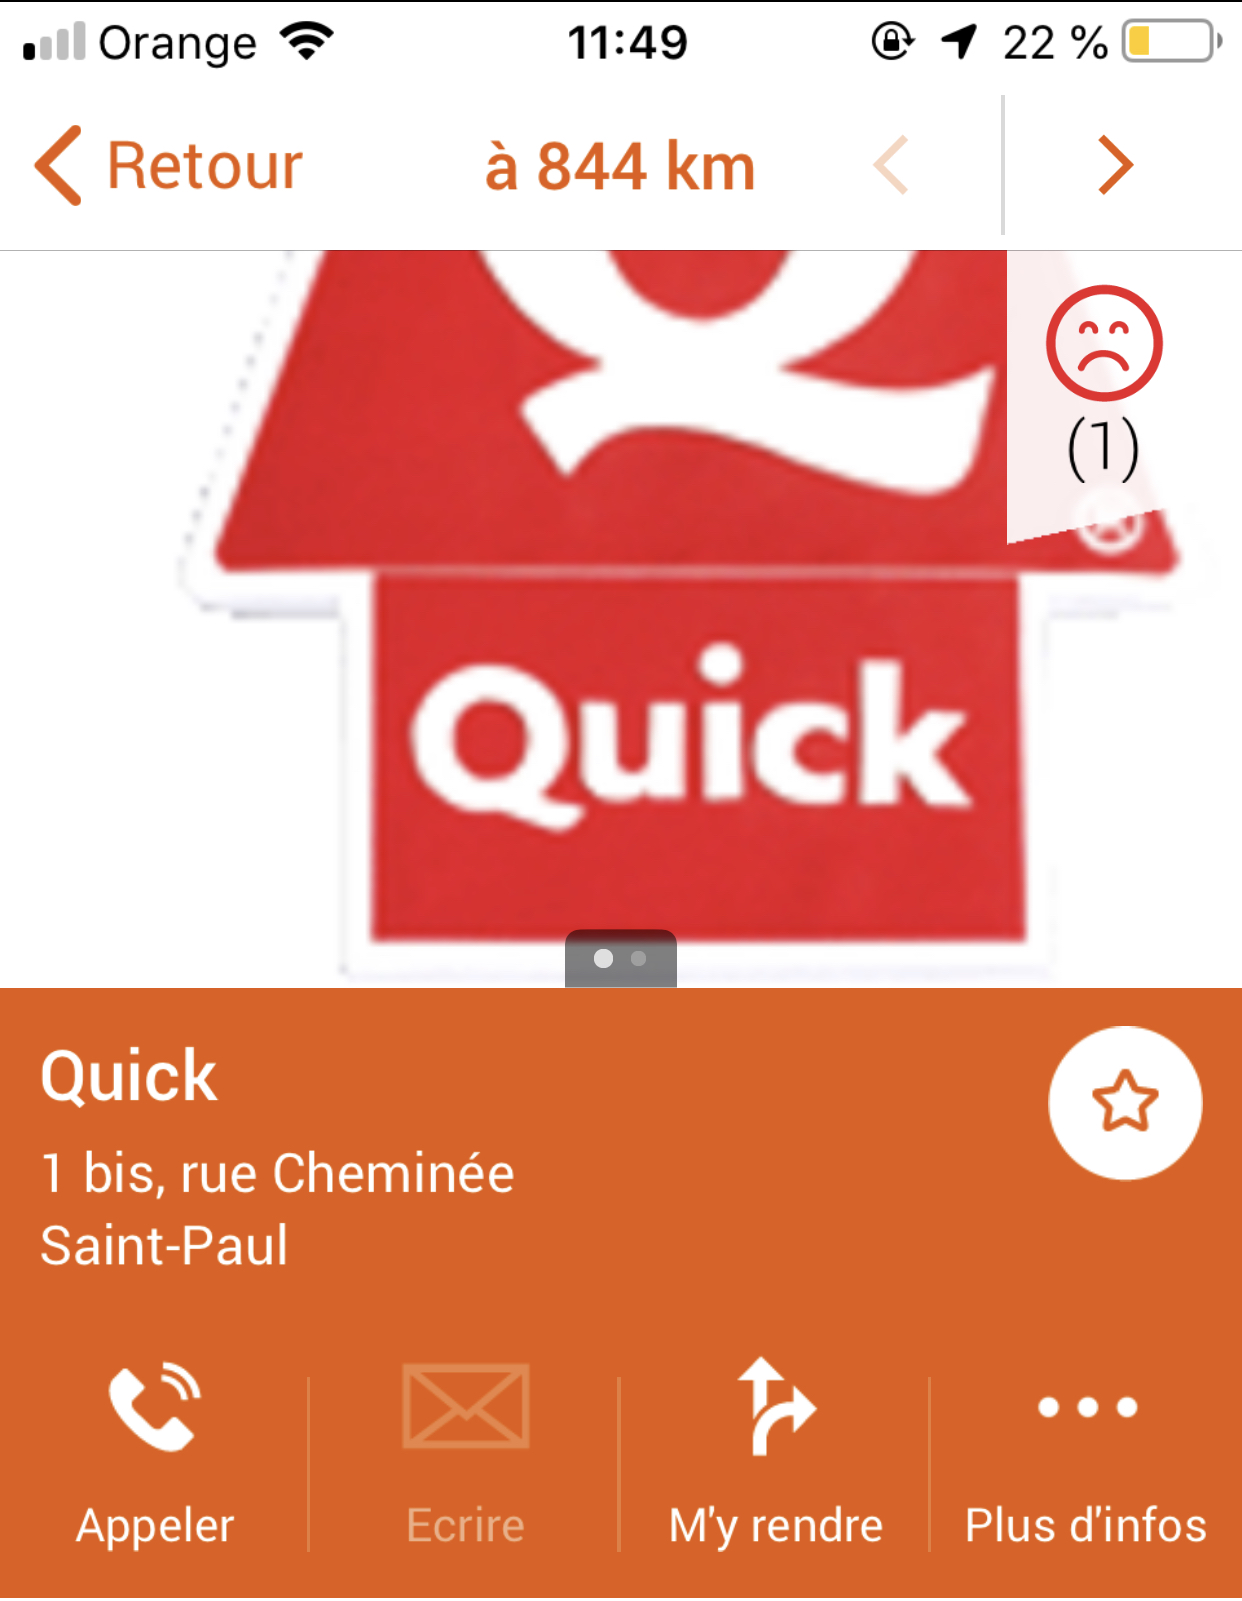 Orange 11:49 22 %
Retour à 844 km
(1)
Quick
Quick
1 bis, rue Cheminée
Saint-Paul
Appeler Ecrire M'y rendre Plus d'infos